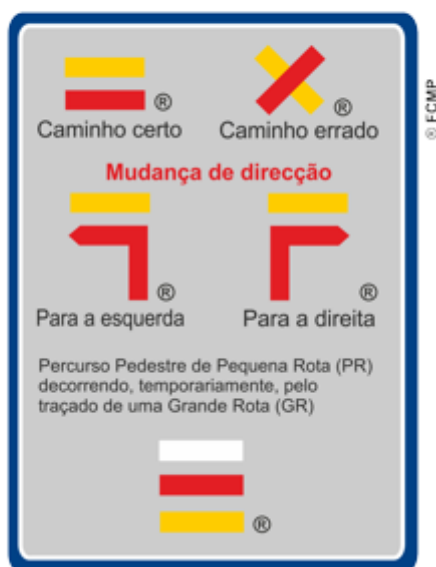 ®
®
Caminho certo
Caminho errado
Mudança de direcção
®
®
Para a esquerda
Para a direita
Percurso Pedestre de Pequena Rota (PR)
decorrendo, temporariamente, pelo
traçado de uma Grande Rota (GR)
®
® FCMP